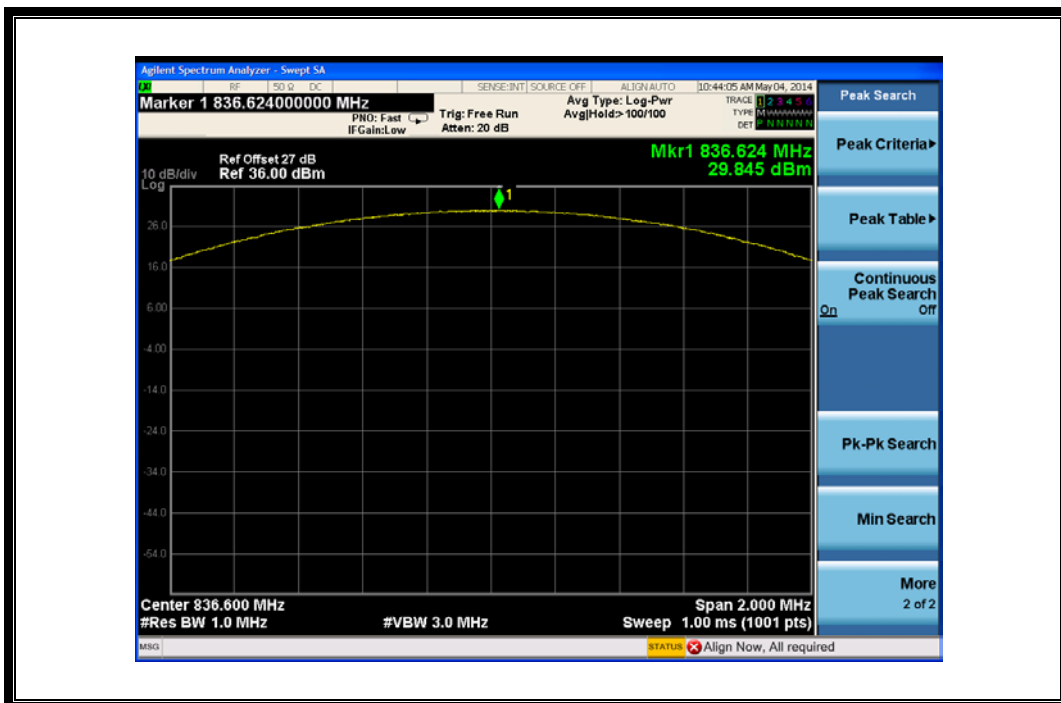 Agilent Spectrum Analyzer - Swept SA
RF 50 Ω DC SENSE:INT SOURCE OFF ALIGN AUTO 10:44:05 AM May 04, 2014
Marker 1 836.624000000 MHz
PNO: Fast
IFGain:Low
Trig: Free Run
Atten: 20 dB
Avg Type: Log-Pwr
Avg|Hold:>100/100
TRACE 1 2 3 4 5 6
TYPE M
DET P N N N N N
Mkr1 836.624 MHz
29.845 dBm
Ref Offset 27 dB
10 dB/div Ref 36.00 dBm
Log
1
26.0
16.0
6.00
-4.00
-14.0
-24.0
-34.0
-44.0
-54.0
Center 836.600 MHz Span 2.000 MHz
#Res BW 1.0 MHz #VBW 3.0 MHz Sweep 1.00 ms (1001 pts)
MSG STATUS Align Now, All required
Peak Search
Peak Criteria
Peak Table
Continuous
Peak Search
On Off
Pk-Pk Search
Min Search
More
2 of 2